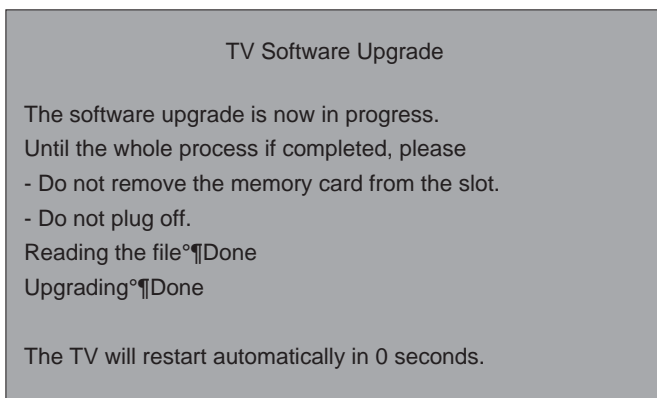 TV Software Upgrade
The software upgrade is now in progress.
Until the whole process if completed, please
- Do not remove the memory card from the slot.
- Do not plug off.
Reading the file°¶Done
Upgrading°¶Done
The TV will restart automatically in 0 seconds.